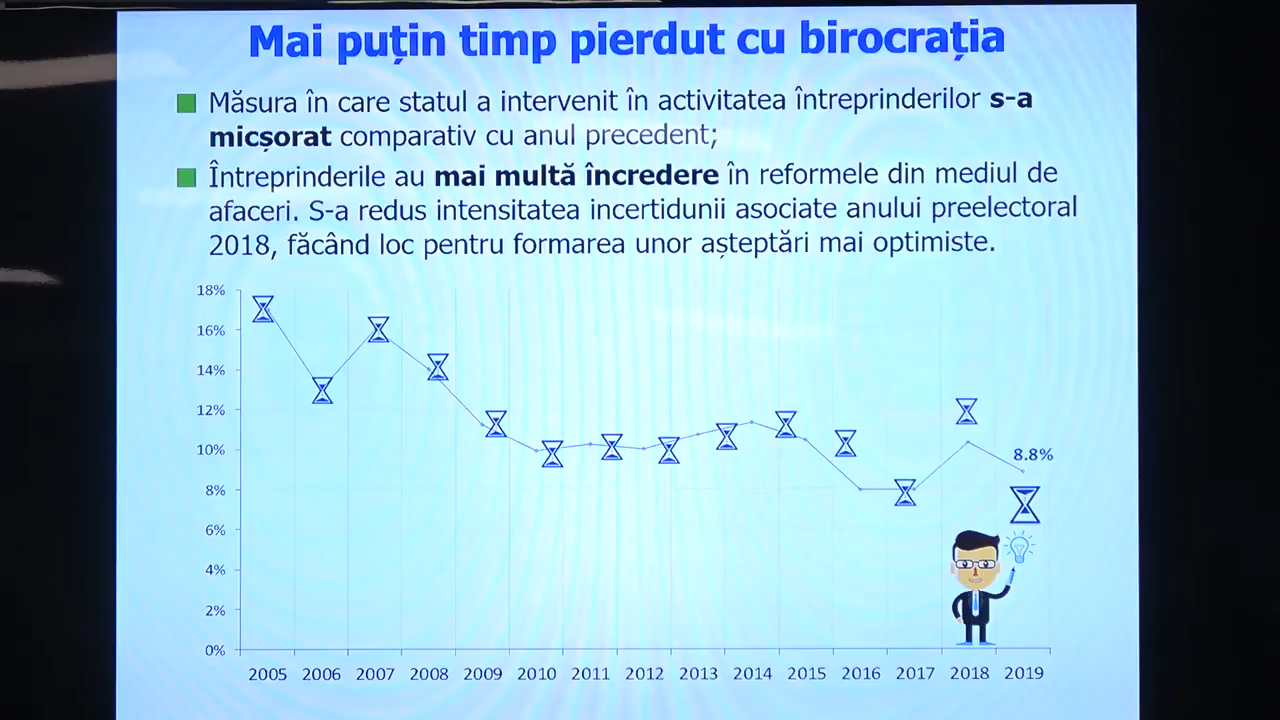 Mai puțin timp pierdut cu birocrația
Măsura în care statul a intervenit în activitatea întreprinderilor s-a
micșorat comparativ cu anul precedent;
Întreprinderile au mai multă încredere în reformele din mediul de
afaceri. S-a redus intensitatea incertidunii asociate anului preelectoral
2018, făcând loc pentru formarea unor așteptări mai optimiste.
18%
16%
14%
12%
10%
8%
6%
4%
2%
0%
8.8%
2005 2006 2007 2008 2009 2010 2011 2012 2013 2014 2015 2016 2017 2018 2019